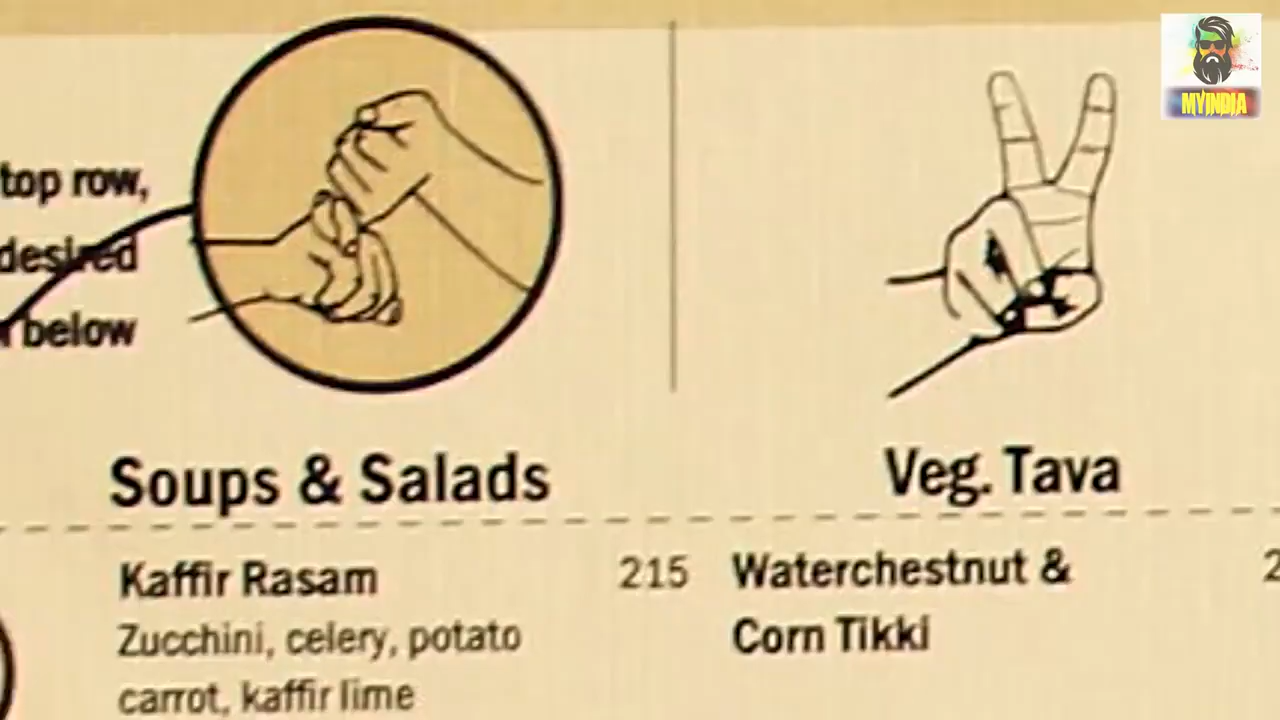 MYINDIA
top row,
desired
below
Soups & Salads
Veg. Tava
Kaffir Rasam 215
Zucchini, celery, potato
carrot, kaffir lime
Waterchestnut &
Corn Tikki